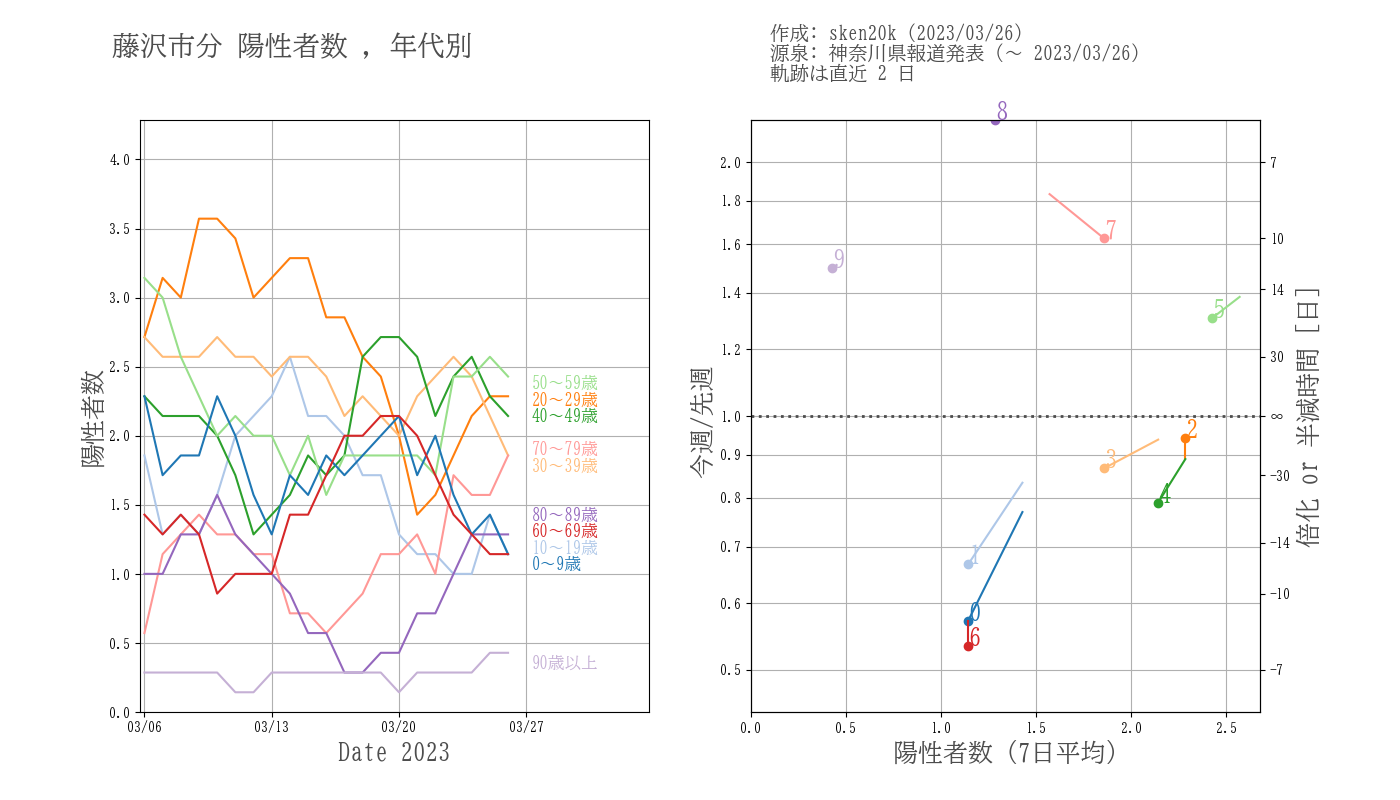 藤沢市分 陽性者数 , 年代別
作成: sken20k (2023/03/26)
源泉: 神奈川県報道発表 (～ 2023/03/26)
軌跡は直近 2 日
陽性者数
4.0
3.5
3.0
2.5
2.0
1.5
1.0
0.5
0.0
03/06
03/13
03/20
03/27
Date 2023
50～59歳
20～29歳
40～49歳
70～79歳
30～39歳
80～89歳
60～69歳
10～19歳
0～9歳
90歳以上
今週/先週
2.0
1.8
1.6
1.4
1.2
1.0
0.9
0.8
0.7
0.6
0.5
8
7
9
5
2
3
4
1
0
6
0.0
0.5
1.0
1.5
2.0
2.5
陽性者数 (7日平均)
7
10
14
30
∞
−30
−14
−10
−7
倍化 or 半減時間 [日]